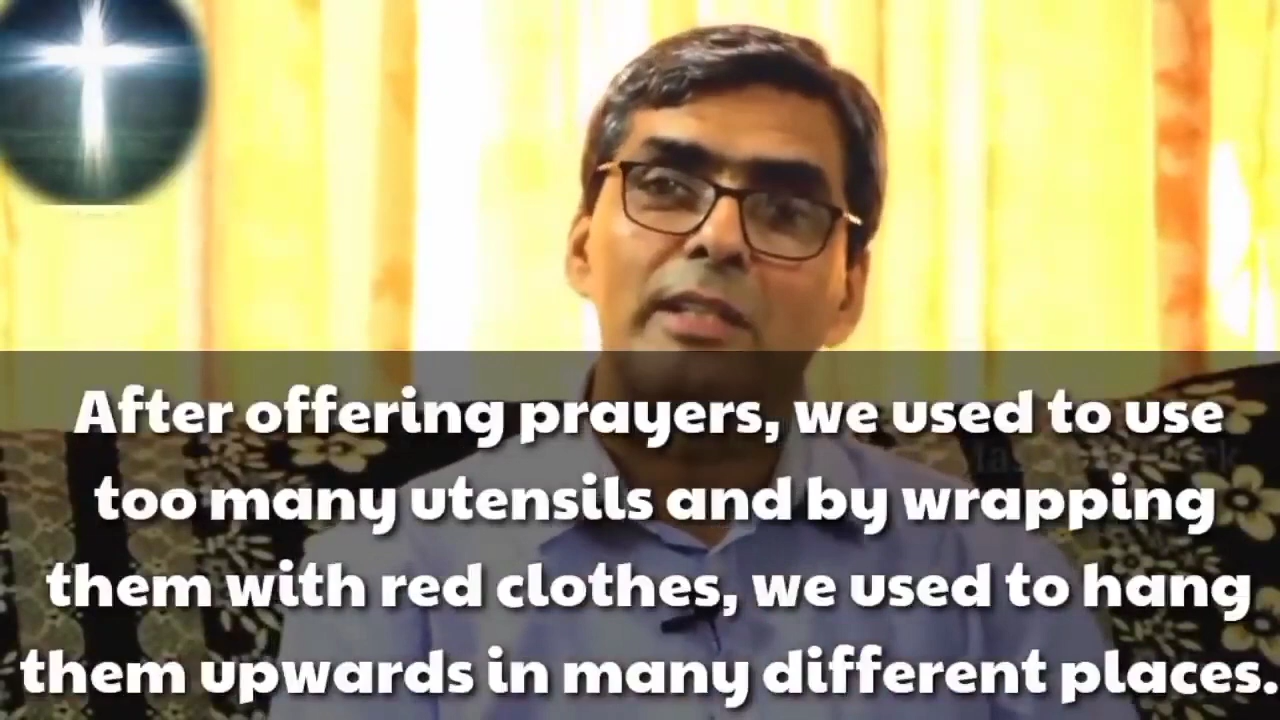 After offering prayers, we used to use
too many utensils and by wrapping
them with red clothes, we used to hang
them upwards in many different places.